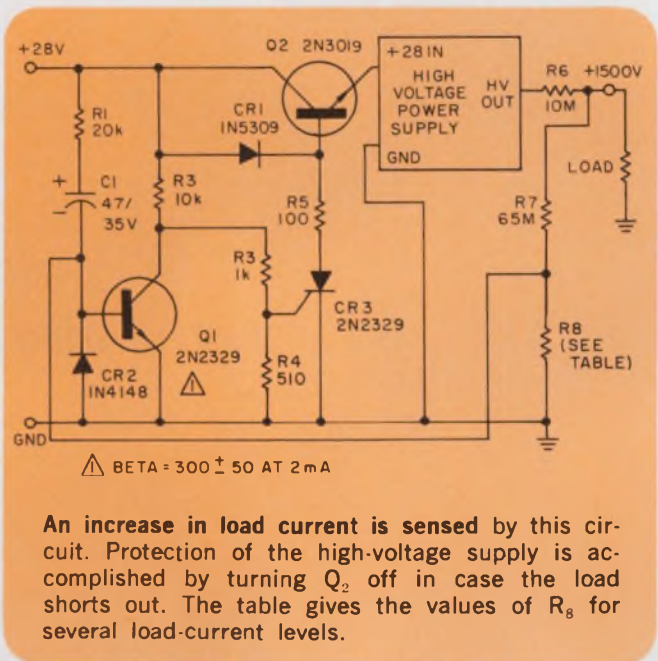 +28V
Q2 2N3019
+28 IN
HIGH
VOLTAGE
POWER
SUPPLY
HV
OUT
GND
R6
10M
+1500V
R1
20k
CR1
1N5309
C1
47/
35V
+
−
R3
10k
R5
100
R7
65M
LOAD
R3
1k
CR3
2N2329
Q1
2N2329
R4
510
R8
(SEE
TABLE)
CR2
1N4148
GND
! BETA = 300 ± 50 AT 2mA
An increase in load current is sensed by this cir-
cuit. Protection of the high-voltage supply is ac-
complished by turning Q₂ off in case the load
shorts out. The table gives the values of R₈ for
several load-current levels.